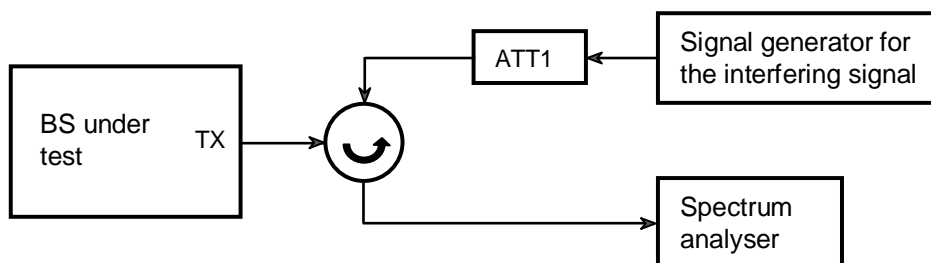 BS under
test
TX
ATT1
Signal generator for
the interfering signal
Spectrum
analyser